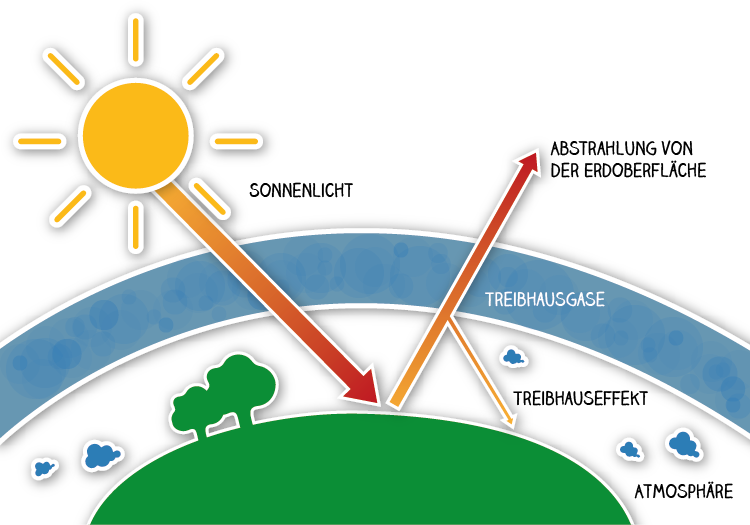 ABSTRAHLUNG VON
DER ERDOBERFLÄCHE
SONNENLICHT
TREIBHAUSGASE
TREIBHAUSEFFEKT
ATMOSPHÄRE